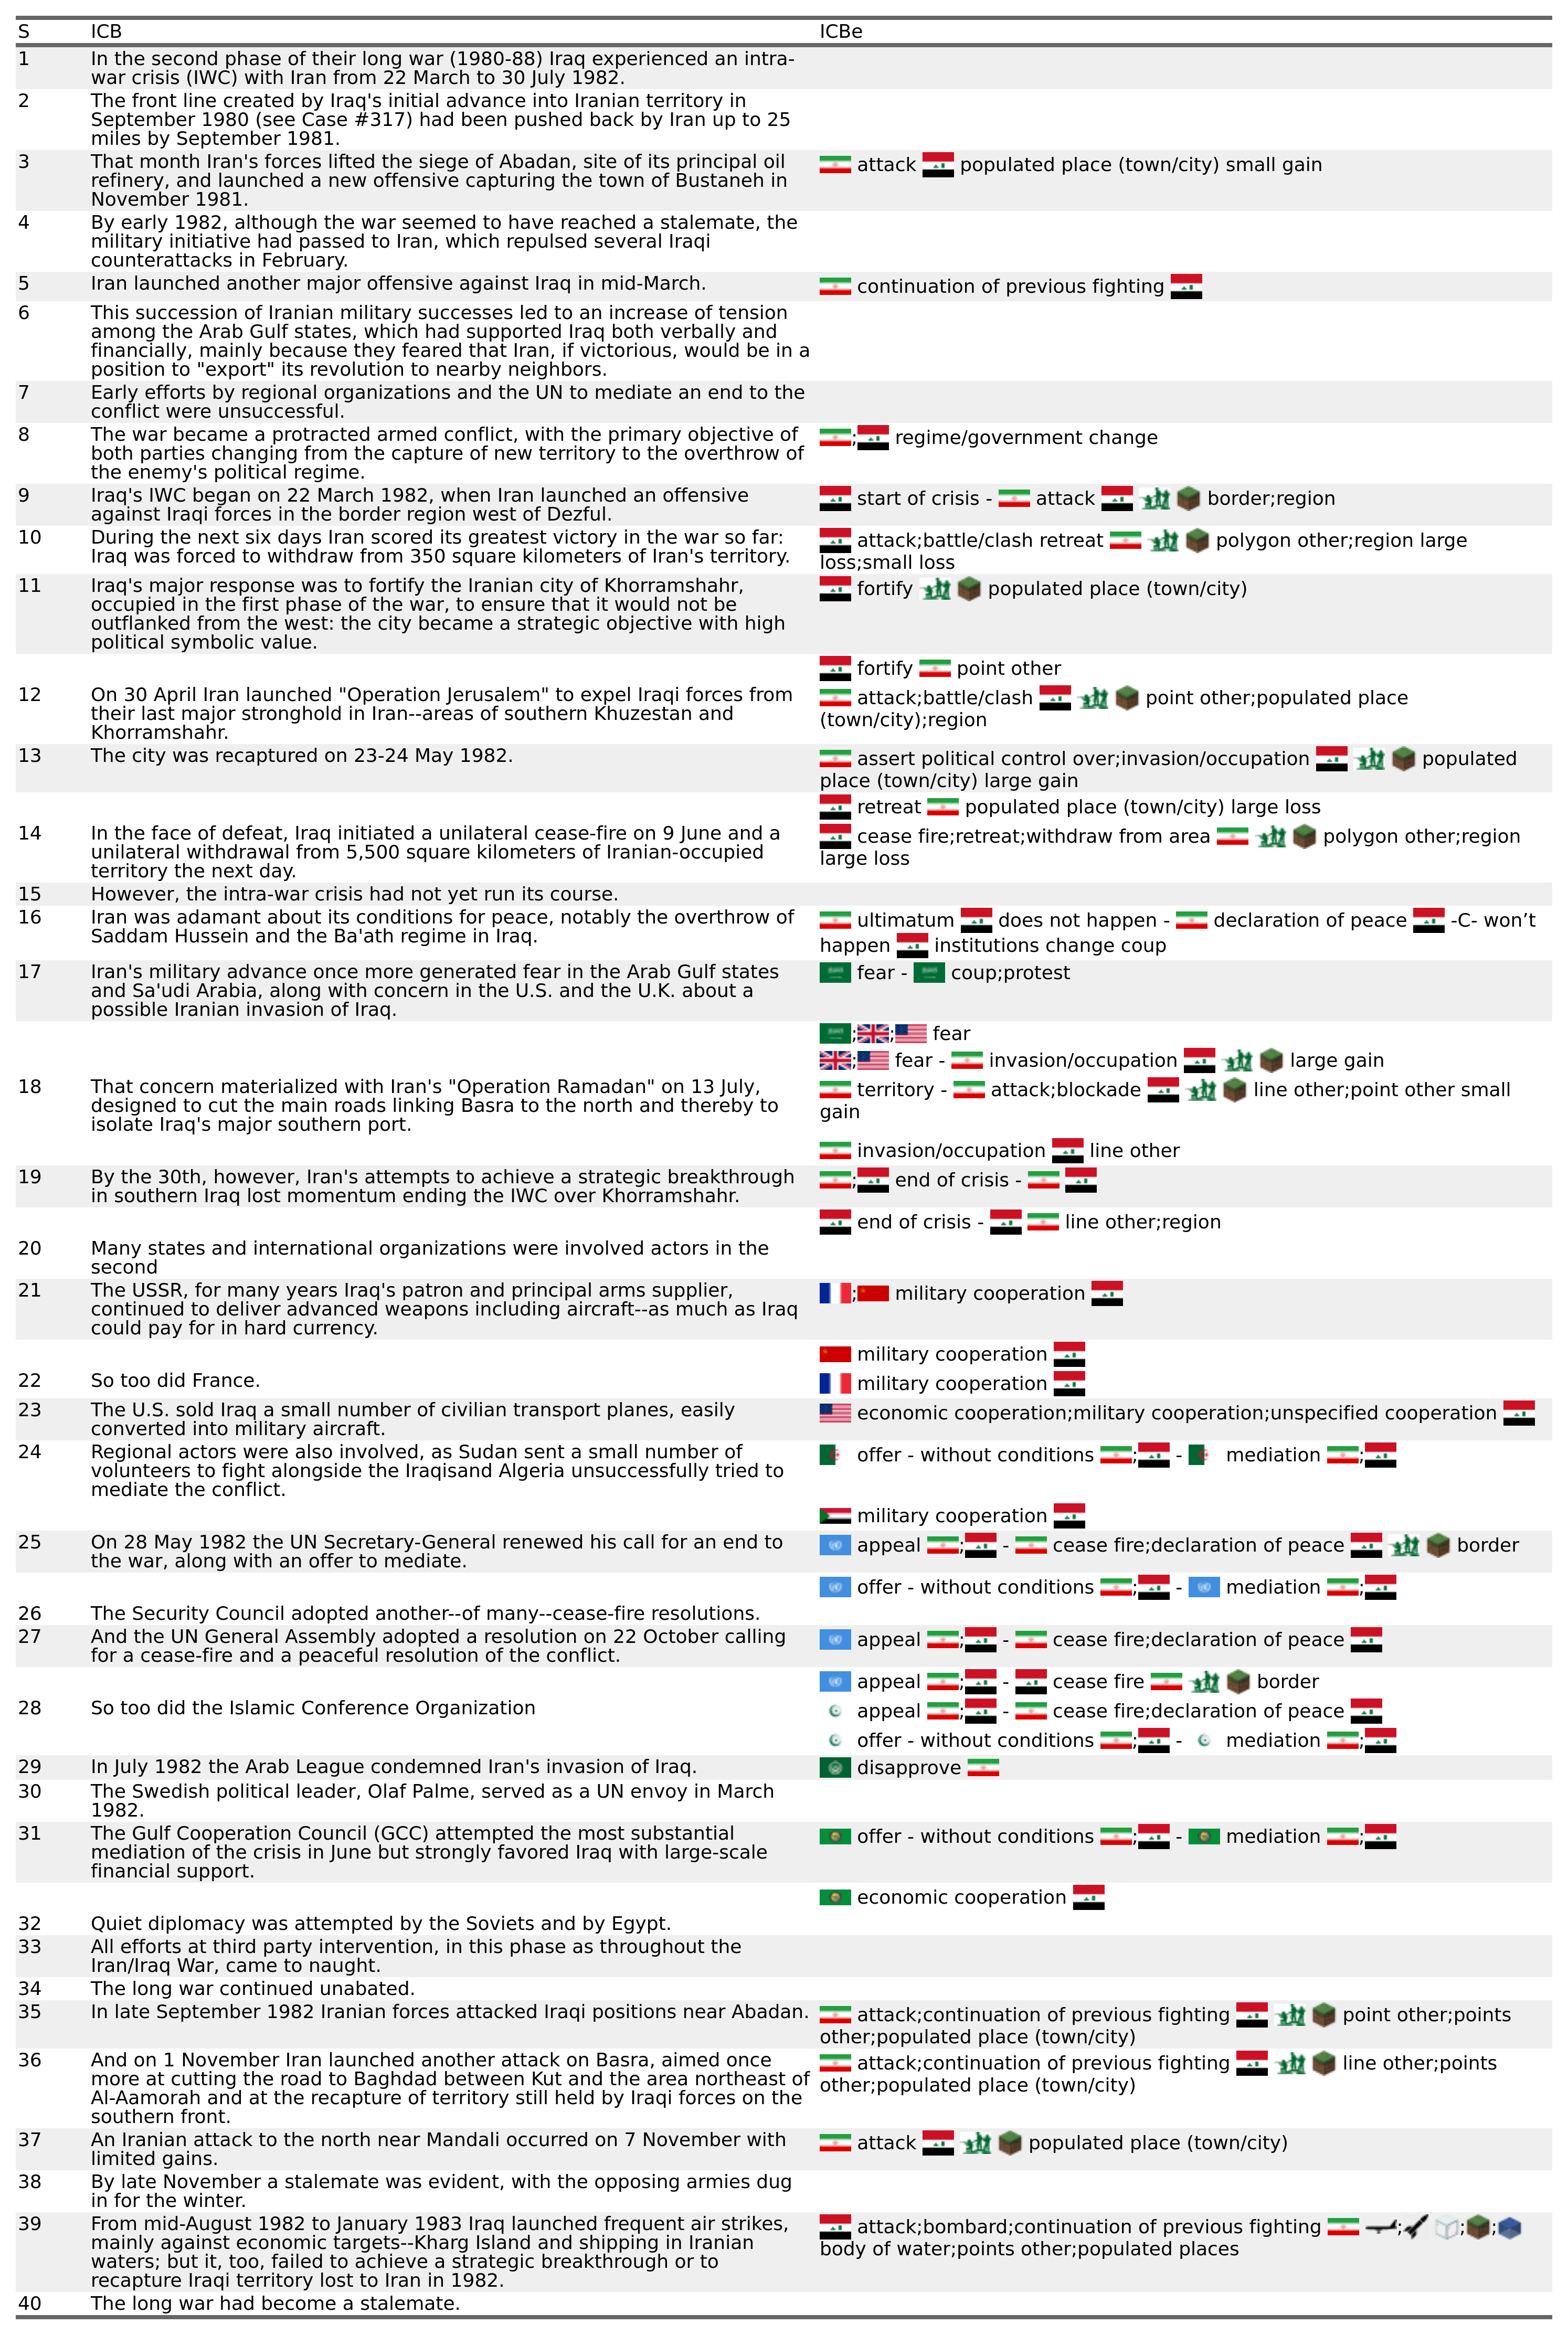 S ICB ICBe
1 In the second phase of their long war (1980-88) Iraq experienced an intra-
war crisis (IWC) with Iran from 22 March to 30 July 1982.
2 The front line created by Iraq's initial advance into Iranian territory in
September 1980 (see Case #317) had been pushed back by Iran up to 25
miles by September 1981.
3 That month Iran's forces lifted the siege of Abadan, site of its principal oil
refinery, and launched a new offensive capturing the town of Bustaneh in
November 1981.
attack populated place (town/city) small gain
4 By early 1982, although the war seemed to have reached a stalemate, the
military initiative had passed to Iran, which repulsed several Iraqi
counterattacks in February.
5 Iran launched another major offensive against Iraq in mid-March.
continuation of previous fighting
6 This succession of Iranian military successes led to an increase of tension
among the Arab Gulf states, which had supported Iraq both verbally and
financially, mainly because they feared that Iran, if victorious, would be in a
position to "export" its revolution to nearby neighbors.
7 Early efforts by regional organizations and the UN to mediate an end to the
conflict were unsuccessful.
8 The war became a protracted armed conflict, with the primary objective of
both parties changing from the capture of new territory to the overthrow of
the enemy's political regime.
; regime/government change
9 Iraq's IWC began on 22 March 1982, when Iran launched an offensive
against Iraqi forces in the border region west of Dezful.
start of crisis - attack border;region
10 During the next six days Iran scored its greatest victory in the war so far:
Iraq was forced to withdraw from 350 square kilometers of Iran's territory.
attack;battle/clash retreat polygon other;region large
loss;small loss
11 Iraq's major response was to fortify the Iranian city of Khorramshahr,
occupied in the first phase of the war, to ensure that it would not be
outflanked from the west: the city became a strategic objective with high
political symbolic value.
fortify populated place (town/city)
fortify point other
12 On 30 April Iran launched "Operation Jerusalem" to expel Iraqi forces from
their last major stronghold in Iran--areas of southern Khuzestan and
Khorramshahr.
attack;battle/clash point other;populated place
(town/city);region
13 The city was recaptured on 23-24 May 1982.
assert political control over;invasion/occupation populated
place (town/city) large gain
retreat populated place (town/city) large loss
14 In the face of defeat, Iraq initiated a unilateral cease-fire on 9 June and a
unilateral withdrawal from 5,500 square kilometers of Iranian-occupied
territory the next day.
cease fire;retreat;withdraw from area polygon other;region
large loss
15 However, the intra-war crisis had not yet run its course.
16 Iran was adamant about its conditions for peace, notably the overthrow of
Saddam Hussein and the Ba'ath regime in Iraq.
ultimatum does not happen - declaration of peace -C- won’t
happen institutions change coup
17 Iran's military advance once more generated fear in the Arab Gulf states
and Sa'udi Arabia, along with concern in the U.S. and the U.K. about a
possible Iranian invasion of Iraq.
fear - coup;protest
; ; fear
; fear - invasion/occupation large gain
18 That concern materialized with Iran's "Operation Ramadan" on 13 July,
designed to cut the main roads linking Basra to the north and thereby to
isolate Iraq's major southern port.
territory - attack;blockade line other;point other small
gain
invasion/occupation line other
19 By the 30th, however, Iran's attempts to achieve a strategic breakthrough
in southern Iraq lost momentum ending the IWC over Khorramshahr.
; end of crisis -
end of crisis - line other;region
20 Many states and international organizations were involved actors in the
second
21 The USSR, for many years Iraq's patron and principal arms supplier,
continued to deliver advanced weapons including aircraft--as much as Iraq
could pay for in hard currency.
; military cooperation
military cooperation
22 So too did France.
military cooperation
23 The U.S. sold Iraq a small number of civilian transport planes, easily
converted into military aircraft.
economic cooperation;military cooperation;unspecified cooperation
24 Regional actors were also involved, as Sudan sent a small number of
volunteers to fight alongside the Iraqisand Algeria unsuccessfully tried to
mediate the conflict.
offer - without conditions ; - mediation ;
military cooperation
25 On 28 May 1982 the UN Secretary-General renewed his call for an end to
the war, along with an offer to mediate.
appeal ; - cease fire;declaration of peace border
offer - without conditions ; - mediation ;
26 The Security Council adopted another--of many--cease-fire resolutions.
27 And the UN General Assembly adopted a resolution on 22 October calling
for a cease-fire and a peaceful resolution of the conflict.
appeal ; - cease fire;declaration of peace
appeal ; - cease fire border
28 So too did the Islamic Conference Organization
appeal ; - cease fire;declaration of peace
offer - without conditions ; - mediation ;
29 In July 1982 the Arab League condemned Iran's invasion of Iraq.
disapprove
30 The Swedish political leader, Olaf Palme, served as a UN envoy in March
1982.
31 The Gulf Cooperation Council (GCC) attempted the most substantial
mediation of the crisis in June but strongly favored Iraq with large-scale
financial support.
offer - without conditions ; - mediation ;
economic cooperation
32 Quiet diplomacy was attempted by the Soviets and by Egypt.
33 All efforts at third party intervention, in this phase as throughout the
Iran/Iraq War, came to naught.
34 The long war continued unabated.
35 In late September 1982 Iranian forces attacked Iraqi positions near Abadan.
attack;continuation of previous fighting point other;points
other;populated place (town/city)
36 And on 1 November Iran launched another attack on Basra, aimed once
more at cutting the road to Baghdad between Kut and the area northeast of
Al-Aamorah and at the recapture of territory still held by Iraqi forces on the
southern front.
attack;continuation of previous fighting line other;points
other;populated place (town/city)
37 An Iranian attack to the north near Mandali occurred on 7 November with
limited gains.
attack populated place (town/city)
38 By late November a stalemate was evident, with the opposing armies dug
in for the winter.
39 From mid-August 1982 to January 1983 Iraq launched frequent air strikes,
mainly against economic targets--Kharg Island and shipping in Iranian
waters; but it, too, failed to achieve a strategic breakthrough or to
recapture Iraqi territory lost to Iran in 1982.
attack;bombard;continuation of previous fighting ; ; ;
body of water;points other;populated places
40 The long war had become a stalemate.